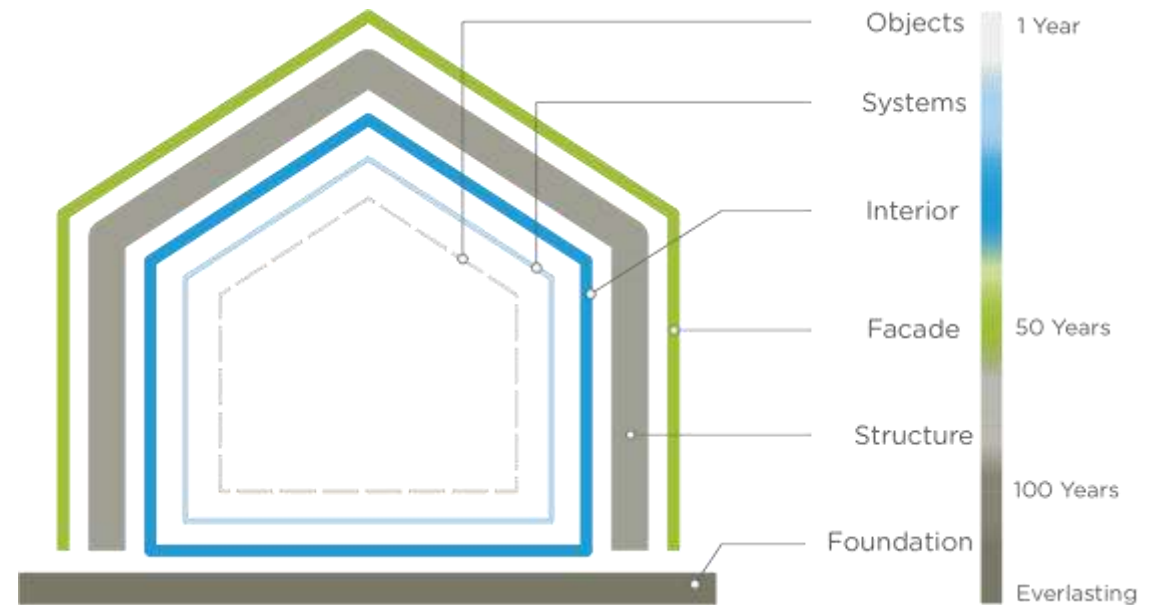 Objects
1 Year
Systems
Interior
Facade
50 Years
Structure
100 Years
Foundation
Everlasting